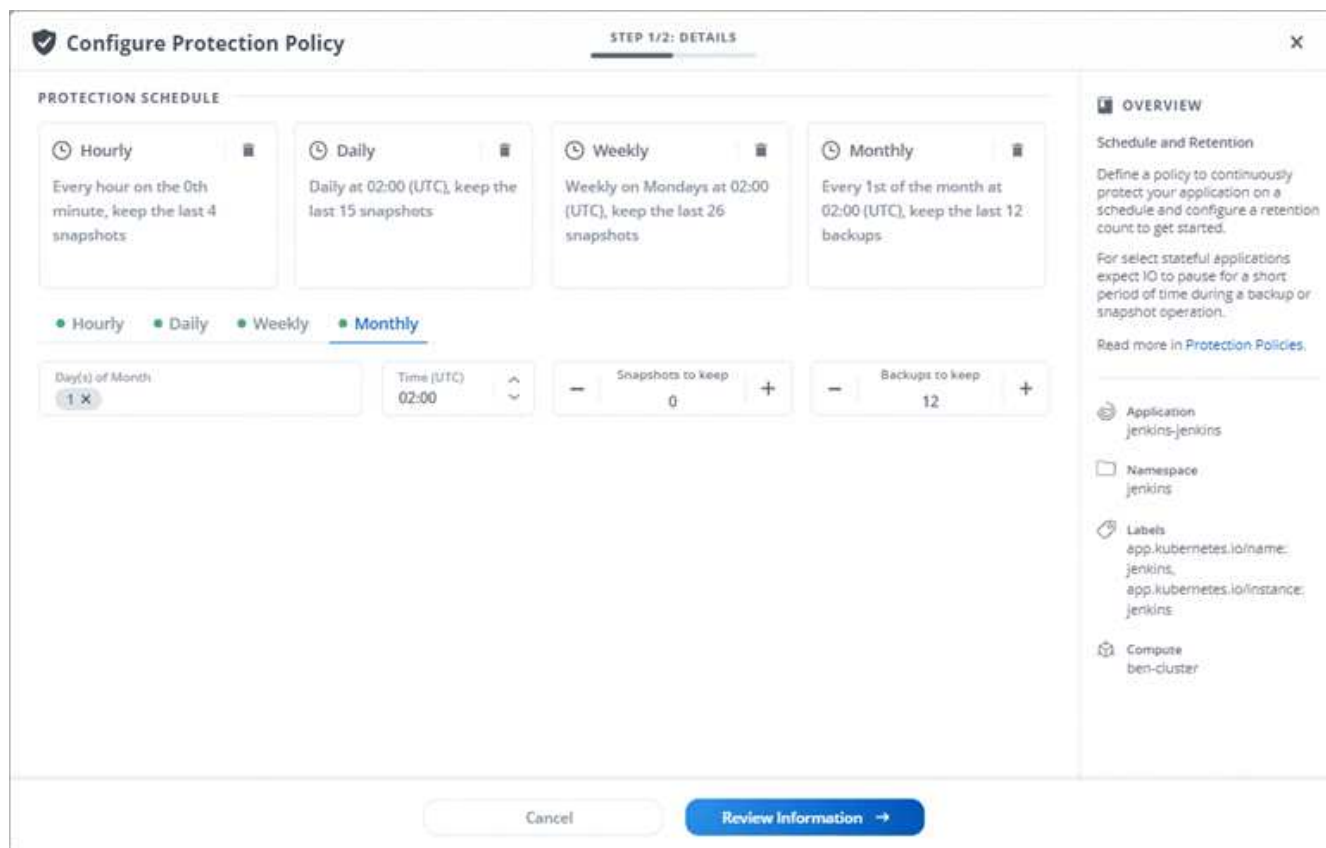 Configure Protection Policy
STEP 1/2: DETAILS
PROTECTION SCHEDULE
Hourly
Every hour on the 0th
minute, keep the last 4
snapshots
Daily
Daily at 02:00 (UTC), keep the
last 15 snapshots
Weekly
Weekly on Mondays at 02:00
(UTC), keep the last 26
snapshots
Monthly
Every 1st of the month at
02:00 (UTC), keep the last 12
backups
Hourly
Daily
Weekly
Monthly
Day(s) of Month
1 ×
Time (UTC)
02:00
Snapshots to keep
0
Backups to keep
12
OVERVIEW
Schedule and Retention
Define a policy to continuously
protect your application on a
schedule and configure a retention
count to get started.
For select stateful applications
expect IO to pause for a short
period of time during a backup or
snapshot operation.
Read more in Protection Policies.
Application
jenkins-jenkins
Namespace
jenkins
Labels
app.kubernetes.io/name:
jenkins,
app.kubernetes.io/instance:
jenkins
Compute
ben-cluster
Cancel
Review Information →